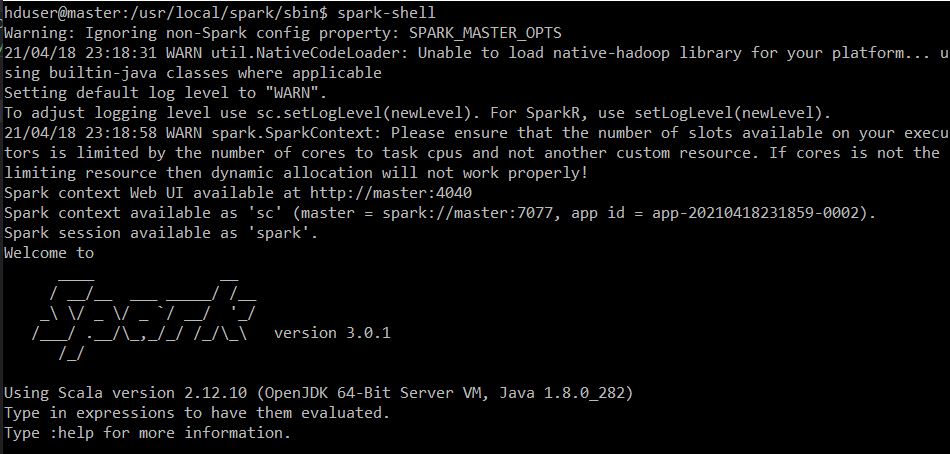 hduser@master:/usr/local/spark/sbin$ spark-shell
Warning: Ignoring non-Spark config property: SPARK_MASTER_OPTS
21/04/18 23:18:31 WARN util.NativeCodeLoader: Unable to load native-hadoop library for your platform... u
sing builtin-java classes where applicable
Setting default log level to "WARN".
To adjust logging level use sc.setLogLevel(newLevel). For SparkR, use setLogLevel(newLevel).
21/04/18 23:18:58 WARN spark.SparkContext: Please ensure that the number of slots available on your execu
tors is limited by the number of cores to task cpus and not another custom resource. If cores is not the
limiting resource then dynamic allocation will not work properly!
Spark context Web UI available at http://master:4040
Spark context available as 'sc' (master = spark://master:7077, app id = app-20210418231859-0002).
Spark session available as 'spark'.
Welcome to
      ____              __
     / __/__  ___ _____/ /__
    _\ \/ _ \/ _ `/ __/  '_/
   /___/ .__/\_,_/_/ /_/\_\   version 3.0.1
      /_/
Using Scala version 2.12.10 (OpenJDK 64-Bit Server VM, Java 1.8.0_282)
Type in expressions to have them evaluated.
Type :help for more information.